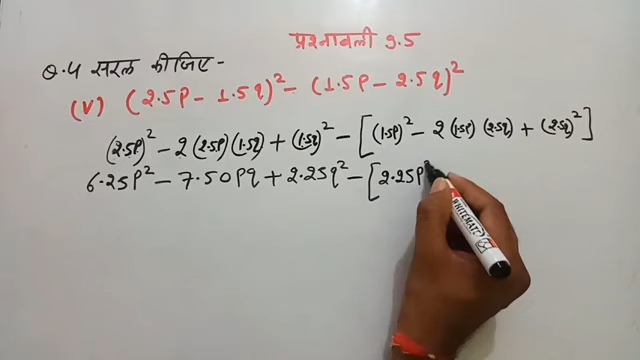 प्रश्नावली 9.5
Q.4 सरल कीजिए-
(V) (2.5P - 1.5q)² - (1.5P - 2.5q)²
(2.5P)² - 2(2.5P)(1.5q) + (1.5q)² - [(1.5P)² - 2(1.5P)(2.5q) + (2.5q)²]
6.25P² - 7.50Pq + 2.25q² - [2.25P²
WHITEMATE